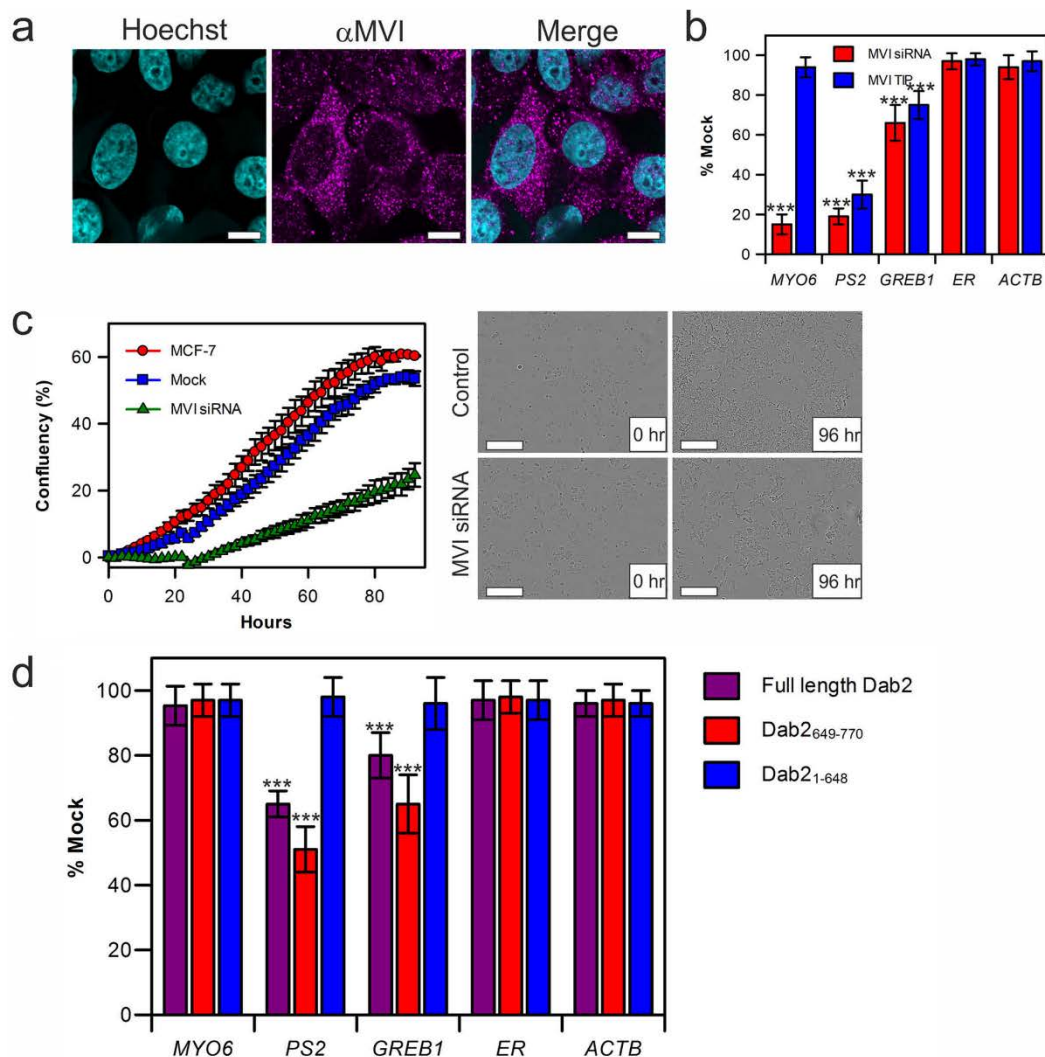 a
Hoechst
αMVI
Merge
b
% Mock
100
80
60
40
20
0
MVI siRNA
MVI TIP
***
***
***
***
***
MYO6
PS2
GREB1
ER
ACTB
c
Confluency (%)
60
40
20
0
MCF-7
Mock
MVI siRNA
0
20
40
60
80
Hours
Control
0 hr
96 hr
MVI siRNA
0 hr
96 hr
d
% Mock
100
80
60
40
20
0
***
***
***
***
MYO6
PS2
GREB1
ER
ACTB
Full length Dab2
Dab2649-770
Dab21-648